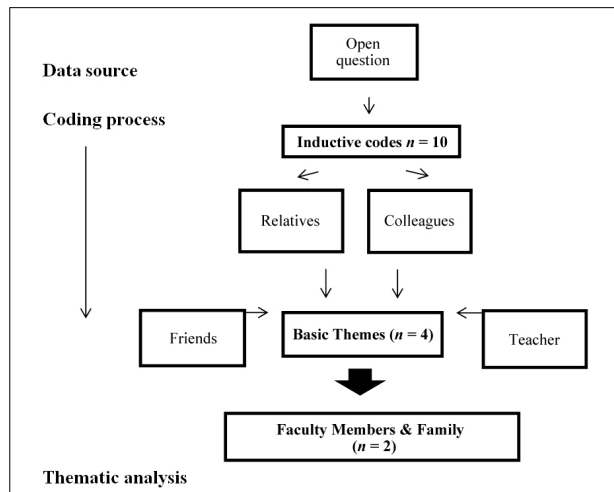 Open
question
Data source
Coding process
Inductive codes n = 10
Relatives
Colleagues
Friends
Basic Themes (n = 4)
Teacher
Faculty Members & Family
(n = 2)
Thematic analysis